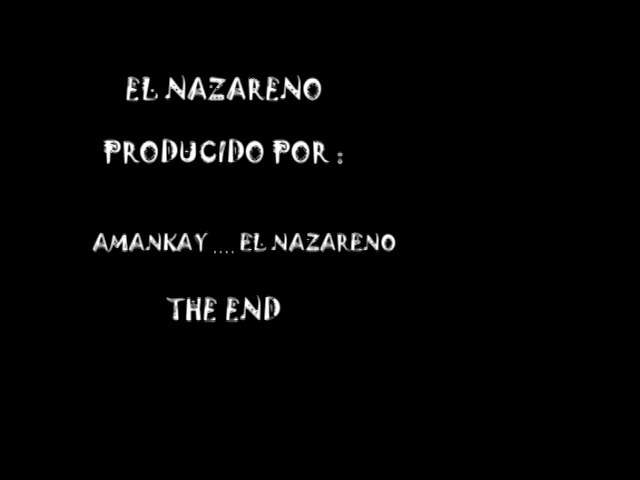 EL NAZARENO
PRODUCIDO POR :
AMANKAY .... EL NAZARENO
THE END